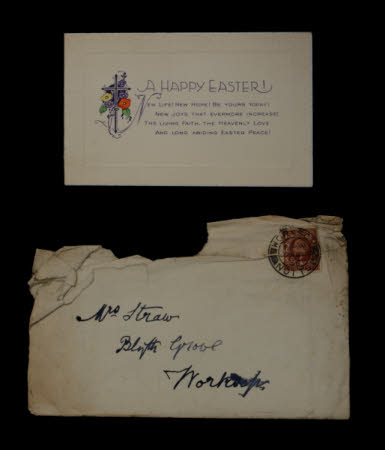 A HAPPY EASTER!
NEW LIFE! NEW HOPE! BE YOURS TODAY!
NEW JOYS THAT EVERMORE INCREASE!
THE LIVING FAITH, THE HEAVENLY LOVE
AND LONG ABIDING EASTER PEACE!
Mrs Straw
Blyth Grove
Worksop